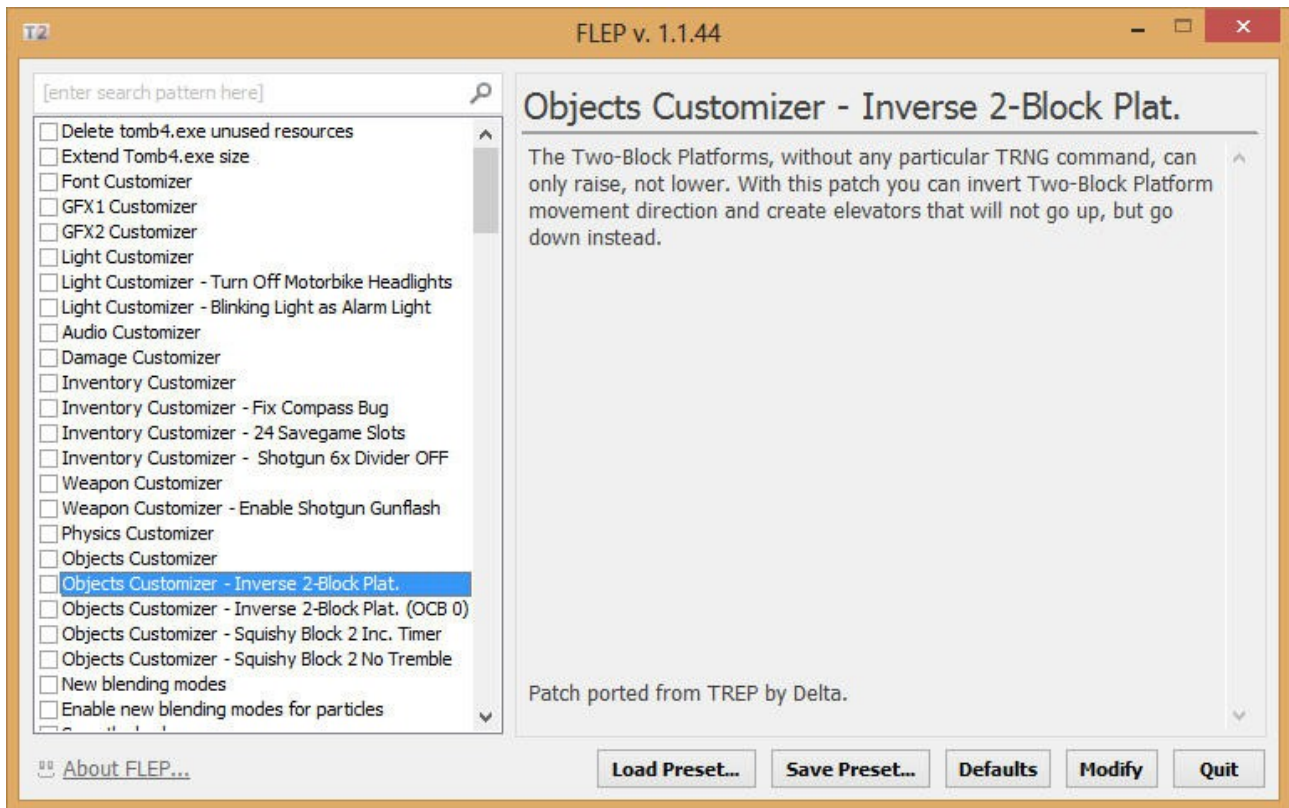 T2
FLEP v. 1.1.44
[enter search pattern here]
Delete tomb4.exe unused resources
Extend Tomb4.exe size
Font Customizer
GFX1 Customizer
GFX2 Customizer
Light Customizer
Light Customizer - Turn Off Motorbike Headlights
Light Customizer - Blinking Light as Alarm Light
Audio Customizer
Damage Customizer
Inventory Customizer
Inventory Customizer - Fix Compass Bug
Inventory Customizer - 24 Savegame Slots
Inventory Customizer -  Shotgun 6x Divider OFF
Weapon Customizer
Weapon Customizer - Enable Shotgun Gunflash
Physics Customizer
Objects Customizer
Objects Customizer - Inverse 2-Block Plat.
Objects Customizer - Inverse 2-Block Plat. (OCB 0)
Objects Customizer - Squishy Block 2 Inc. Timer
Objects Customizer - Squishy Block 2 No Tremble
New blending modes
Enable new blending modes for particles
Objects Customizer - Inverse 2-Block Plat.
The Two-Block Platforms, without any particular TRNG command, can
only raise, not lower. With this patch you can invert Two-Block Platform
movement direction and create elevators that will not go up, but go
down instead.
Patch ported from TREP by Delta.
About FLEP...
Load Preset...
Save Preset...
Defaults
Modify
Quit